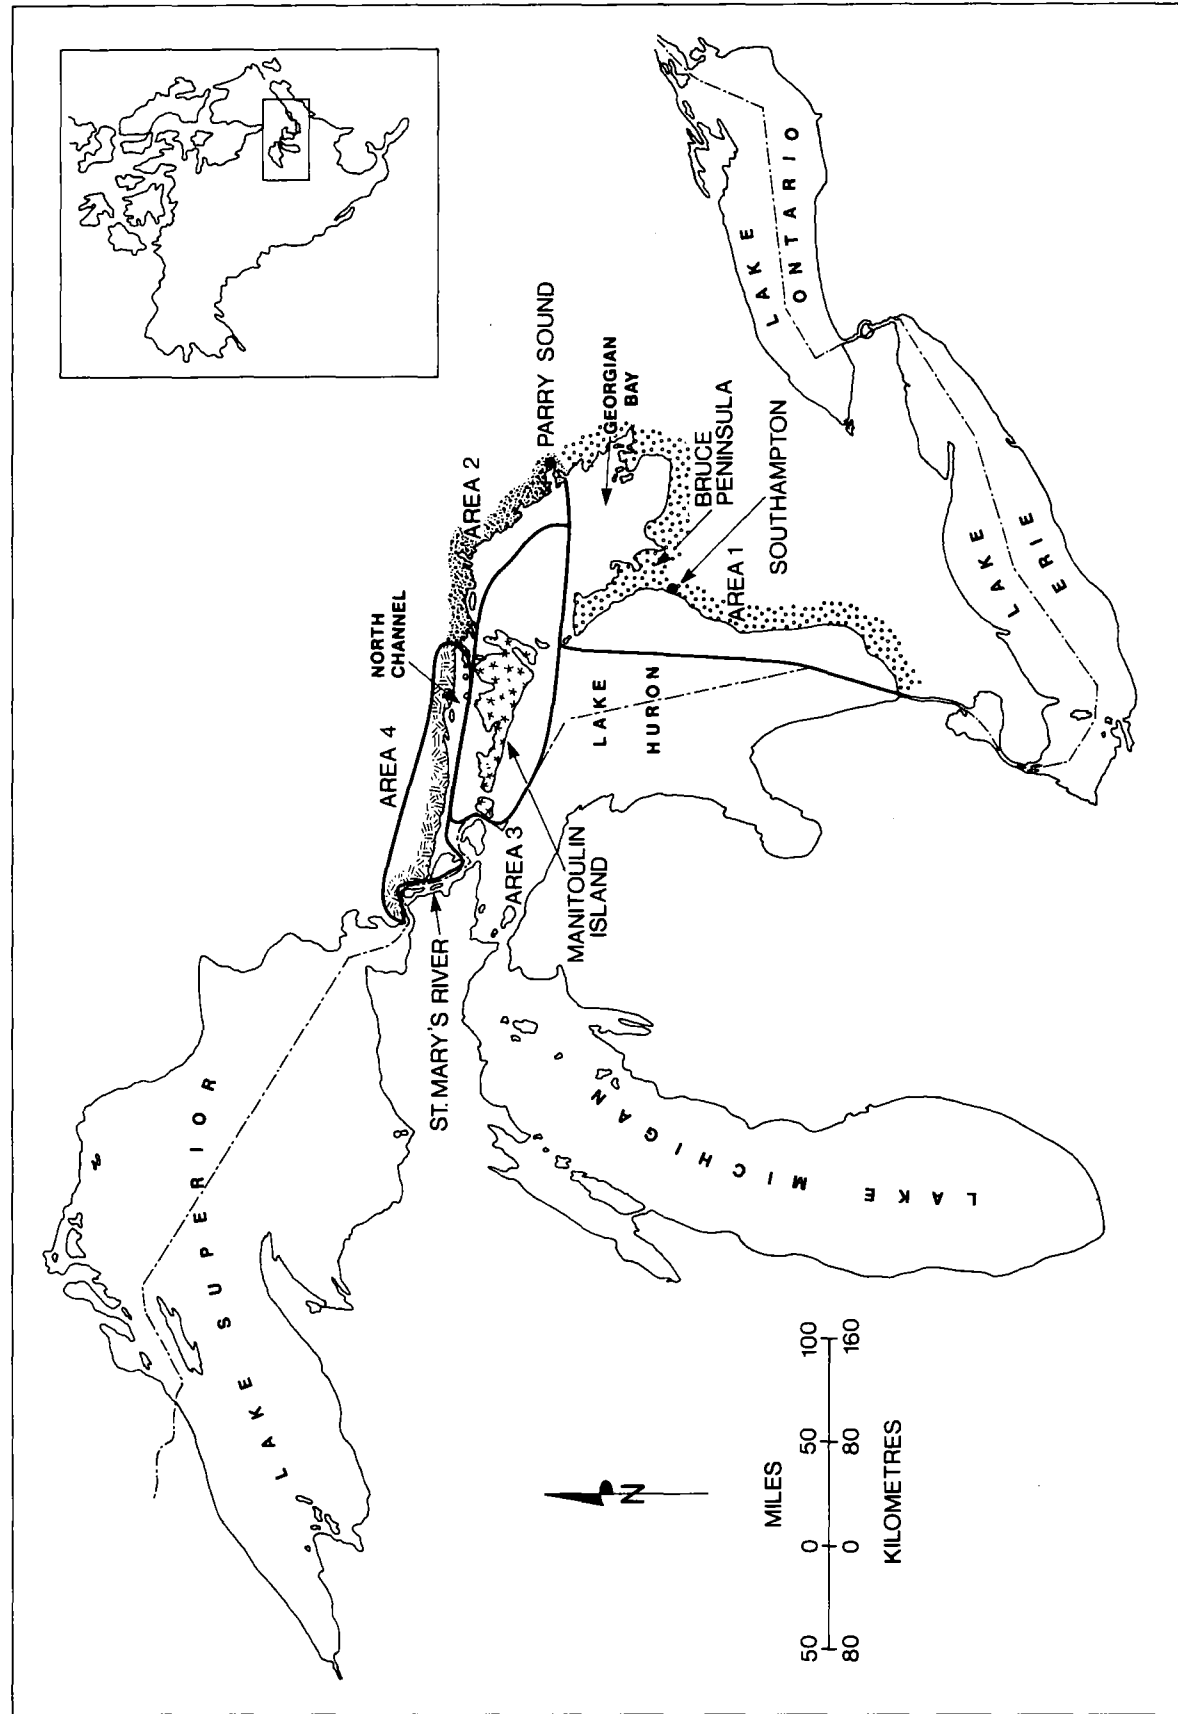 LAKE SUPERIOR
ST. MARY'S RIVER
AREA 4
NORTH
CHANNEL
AREA 2
PARRY SOUND
GEORGIAN
BAY
BRUCE
PENINSULA
SOUTHAMPTON
AREA 1
LAKE
HURON
AREA 3
MANITOULIN
ISLAND
LAKE MICHIGAN
LAKE
ONTARIO
LAKE
ERIE
N
MILES
50 0 50 100
80 0 80 160
KILOMETRES